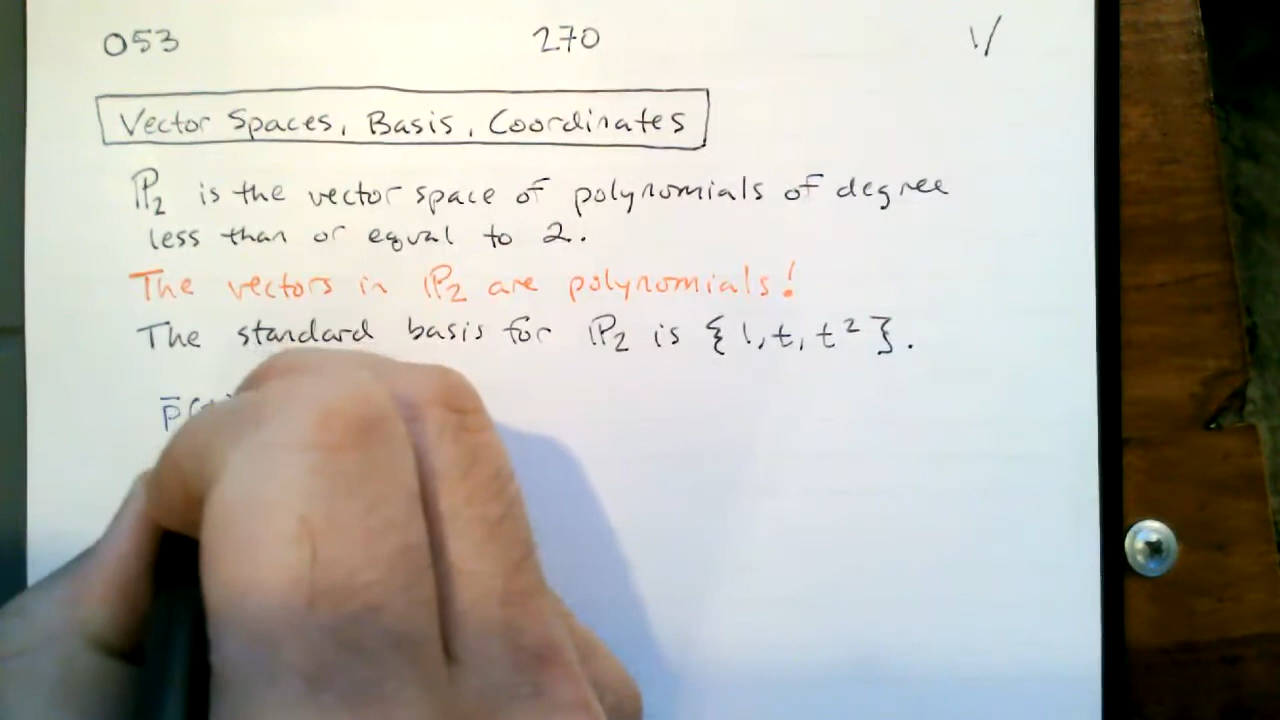 053 270 1/
Vector Spaces, Basis, Coordinates
ℙ₂ is the vector space of polynomials of degree
less than or equal to 2.
The vectors in ℙ₂ are polynomials!
The standard basis for ℙ₂ is {1, t, t²}.
p̄(t)